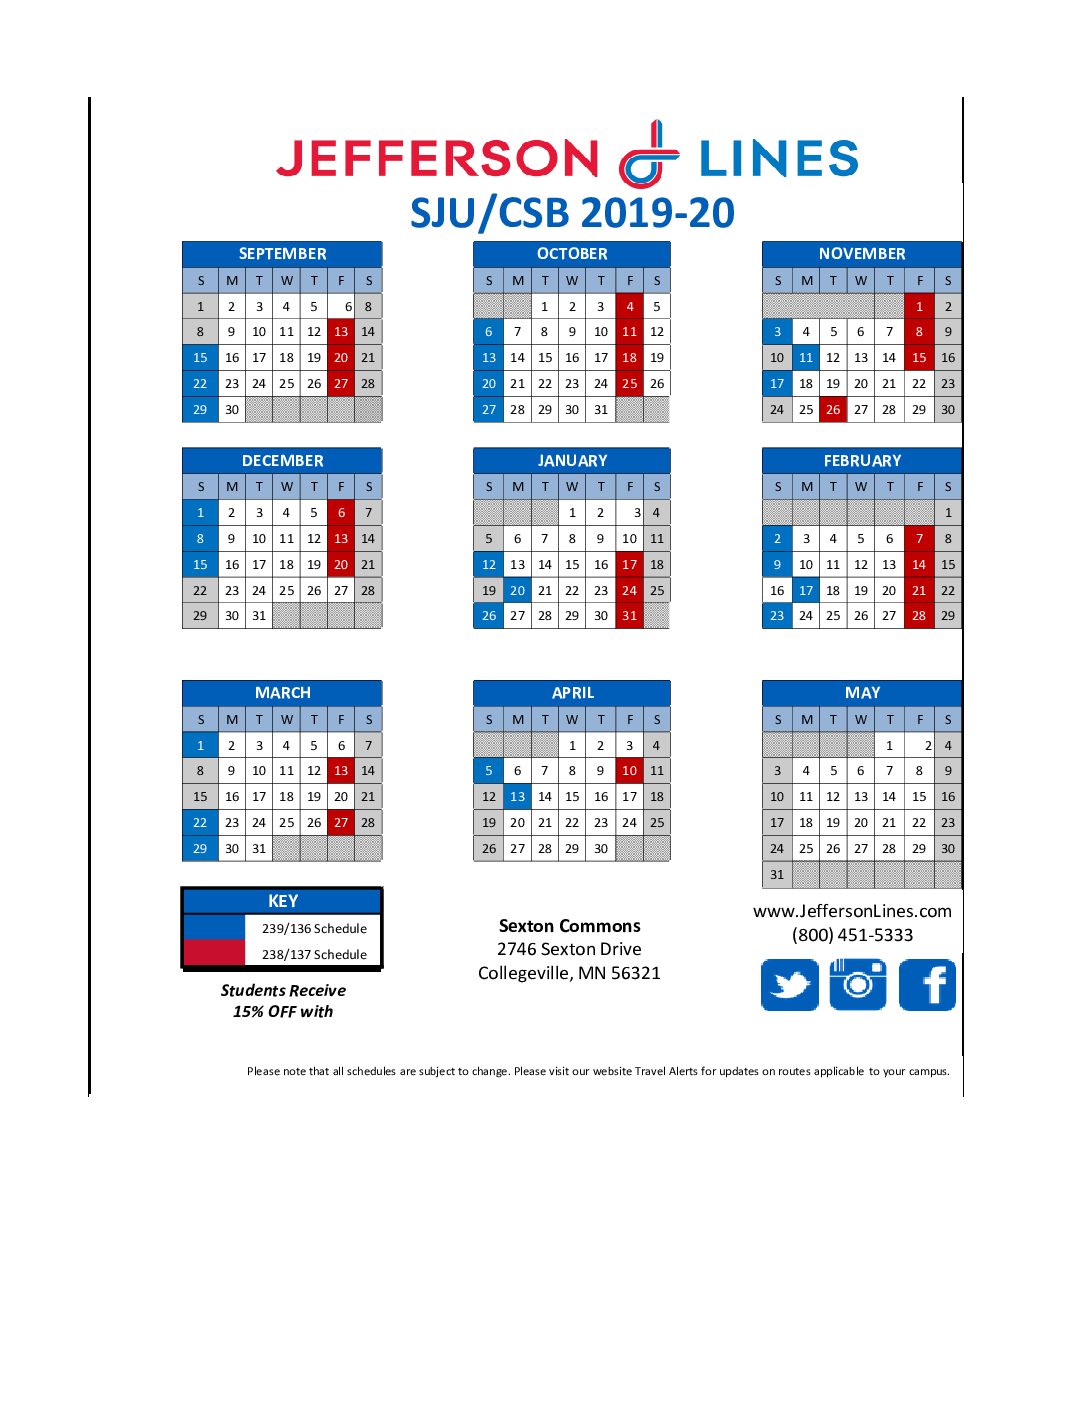 JEFFERSON LINES
SJU/CSB 2019-20
SEPTEMBER
S M T W T F S
1 2 3 4 5 6 8
8 9 10 11 12 13 14
15 16 17 18 19 20 21
22 23 24 25 26 27 28
29 30
OCTOBER
S M T W T F S
1 2 3 4 5
6 7 8 9 10 11 12
13 14 15 16 17 18 19
20 21 22 23 24 25 26
27 28 29 30 31
NOVEMBER
S M T W T F S
1 2
3 4 5 6 7 8 9
10 11 12 13 14 15 16
17 18 19 20 21 22 23
24 25 26 27 28 29 30
DECEMBER
S M T W T F S
1 2 3 4 5 6 7
8 9 10 11 12 13 14
15 16 17 18 19 20 21
22 23 24 25 26 27 28
29 30 31
JANUARY
S M T W T F S
1 2 3 4
5 6 7 8 9 10 11
12 13 14 15 16 17 18
19 20 21 22 23 24 25
26 27 28 29 30 31
FEBRUARY
S M T W T F S
1
2 3 4 5 6 7 8
9 10 11 12 13 14 15
16 17 18 19 20 21 22
23 24 25 26 27 28 29
MARCH
S M T W T F S
1 2 3 4 5 6 7
8 9 10 11 12 13 14
15 16 17 18 19 20 21
22 23 24 25 26 27 28
29 30 31
APRIL
S M T W T F S
1 2 3 4
5 6 7 8 9 10 11
12 13 14 15 16 17 18
19 20 21 22 23 24 25
26 27 28 29 30
MAY
S M T W T F S
1 2 4
3 4 5 6 7 8 9
10 11 12 13 14 15 16
17 18 19 20 21 22 23
24 25 26 27 28 29 30
31
KEY
239/136 Schedule
238/137 Schedule
Students Receive
15% OFF with
Sexton Commons
2746 Sexton Drive
Collegeville, MN 56321
www.JeffersonLines.com
(800) 451-5333
Please note that all schedules are subject to change. Please visit our website Travel Alerts for updates on routes applicable to your campus.